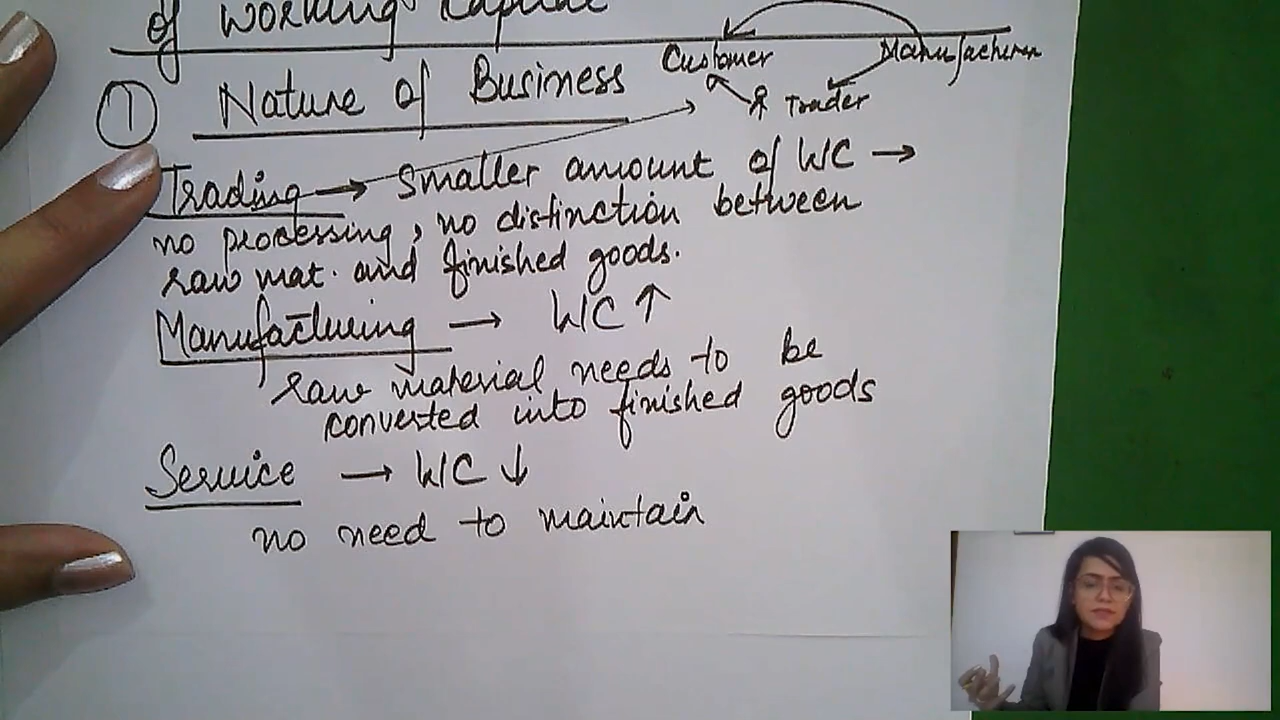 of Working Capital
① Nature of Business
Customer
Manufacturer
Trader
Trading → Smaller amount of WC →
no processing, no distinction between
raw mat. and finished goods.
Manufacturing → WC ↑
raw material needs to be
converted into finished goods
Service → WC ↓
no need to maintain